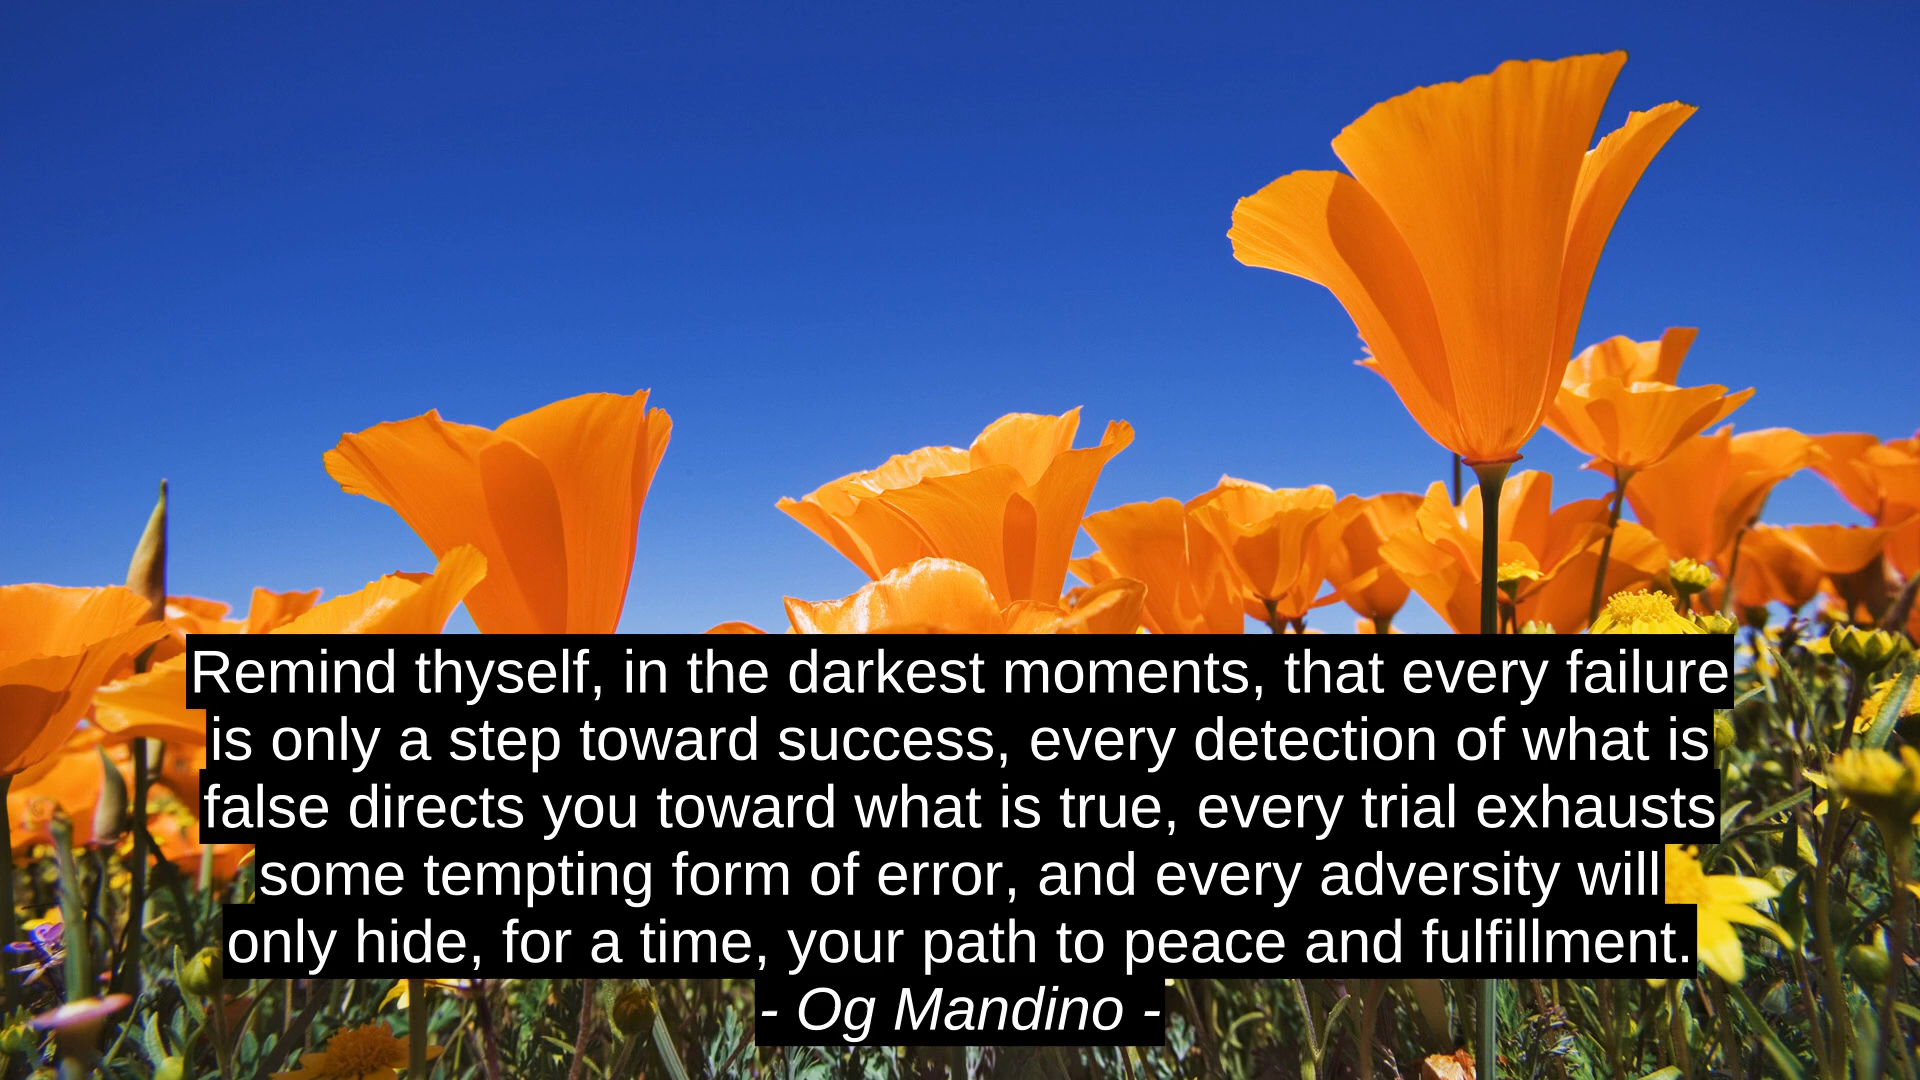 Remind thyself, in the darkest moments, that every failure
is only a step toward success, every detection of what is
false directs you toward what is true, every trial exhausts
some tempting form of error, and every adversity will
only hide, for a time, your path to peace and fulfillment.
- Og Mandino -